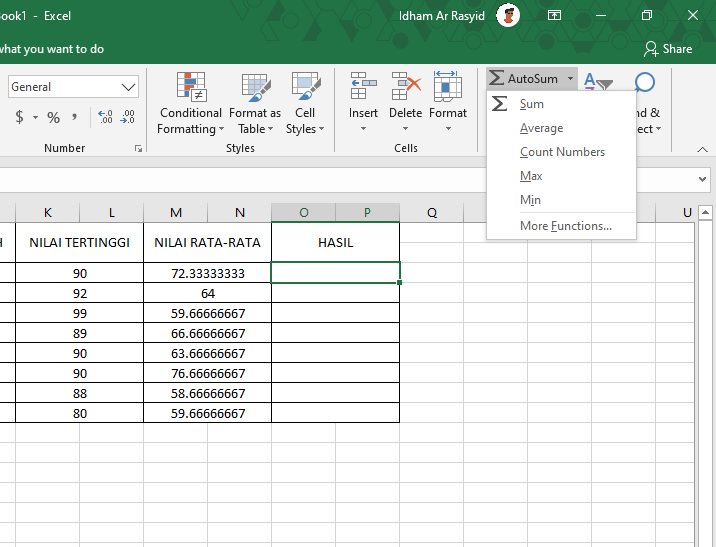 ook1 - Excel
Idham Ar Rasyid
what you want to do
Share
General
$ % ,
Number
Conditional Formatting
Format as Table
Cell Styles
Styles
Insert
Delete
Format
Cells
AutoSum
Sum
Average
Count Numbers
Max
Min
More Functions...
d &
ect
K L M N O P Q U
NILAI TERTINGGI NILAI RATA-RATA HASIL
90 72.33333333
92 64
99 59.66666667
89 66.66666667
90 63.66666667
90 76.66666667
88 58.66666667
80 59.66666667